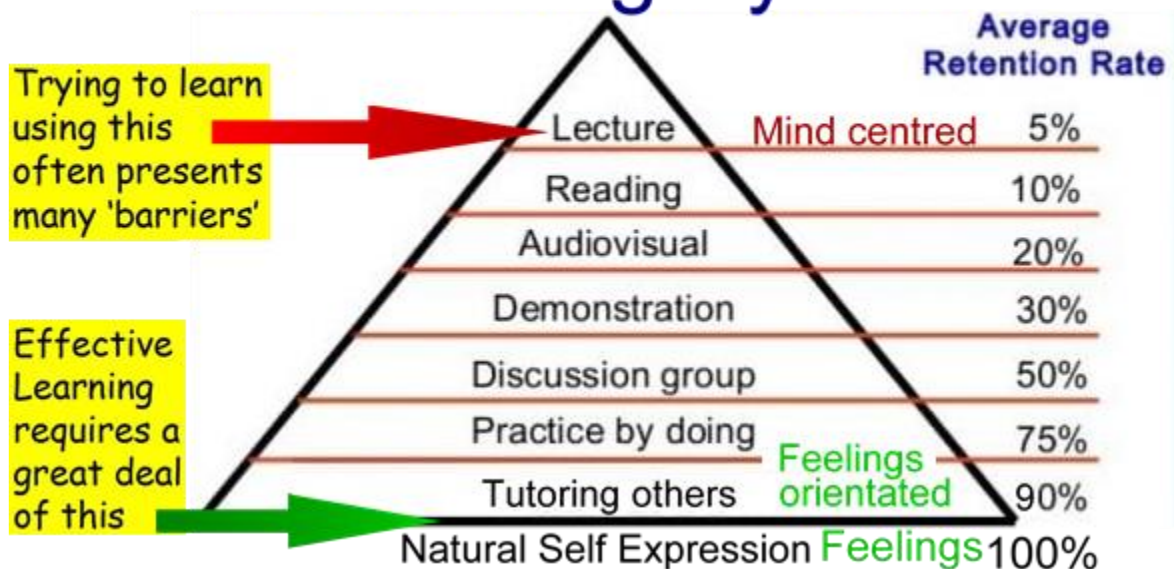 Average
Retention Rate
Trying to learn
using this
often presents
many 'barriers'
Lecture Mind centred 5%
Reading 10%
Audiovisual 20%
Demonstration 30%
Effective
Learning
requires a
great deal
of this
Discussion group 50%
Practice by doing 75%
Feelings
orientated
Tutoring others 90%
Natural Self Expression Feelings 100%